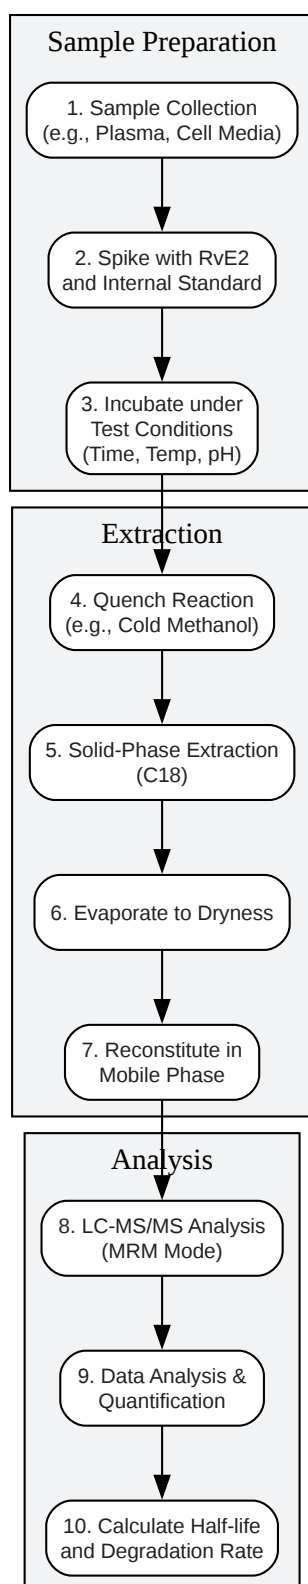 Sample Preparation
1. Sample Collection
(e.g., Plasma, Cell Media)
2. Spike with RvE2
and Internal Standard
3. Incubate under
Test Conditions
(Time, Temp, pH)
Extraction
4. Quench Reaction
(e.g., Cold Methanol)
5. Solid-Phase Extraction
(C18)
6. Evaporate to Dryness
7. Reconstitute in
Mobile Phase
Analysis
8. LC-MS/MS Analysis
(MRM Mode)
9. Data Analysis &
Quantification
10. Calculate Half-life
and Degradation Rate